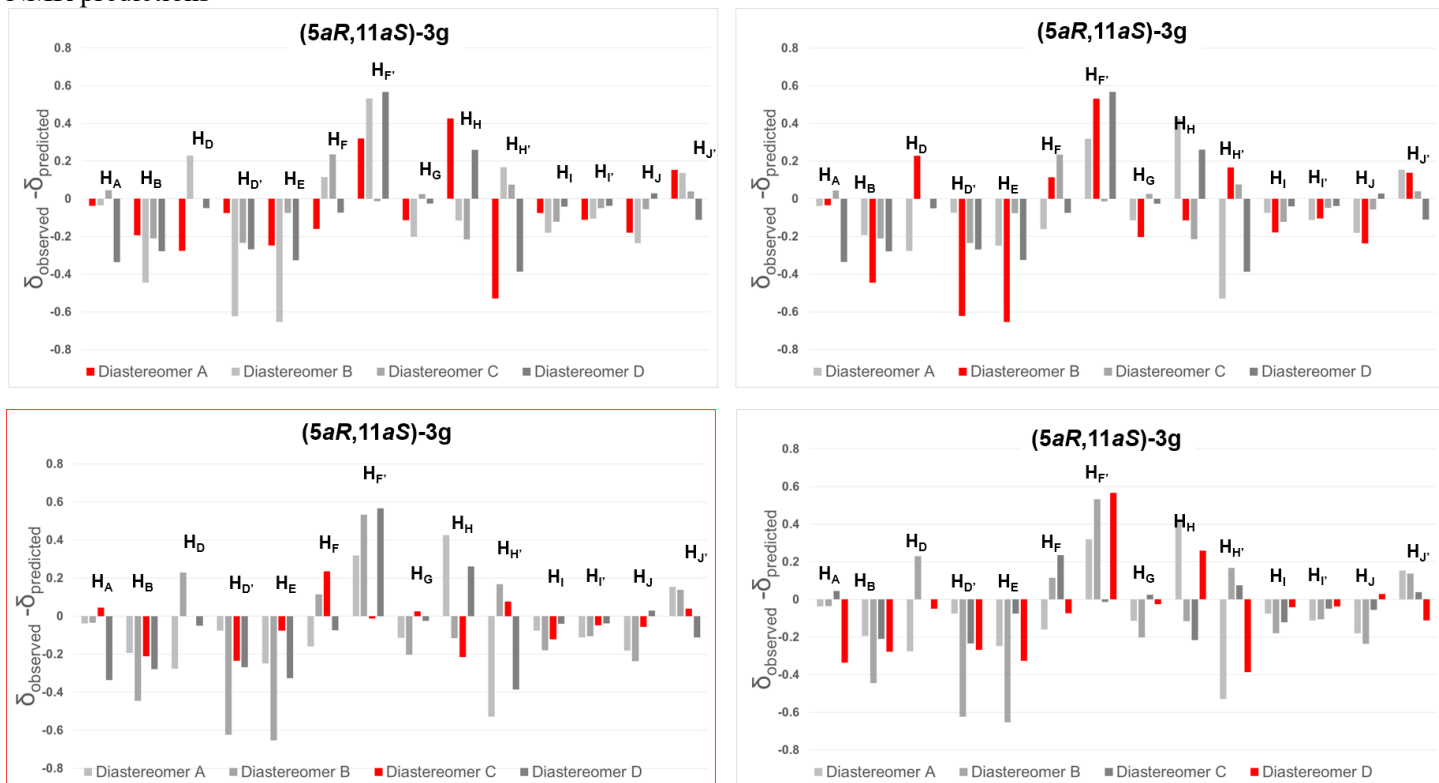 NMR predictions
(5aR,11aS)-3g
δobserved -δpredicted
0.8
0.6
0.4
0.2
0
-0.2
-0.4
-0.6
-0.8
HA
HB
HD
HD'
HE
HF
HF'
HG
HH
HH'
HI
HI'
HJ
HJ'
Diastereomer A Diastereomer B Diastereomer C Diastereomer D
(5aR,11aS)-3g
δobserved -δpredicted
0.8
0.6
0.4
0.2
0
-0.2
-0.4
-0.6
-0.8
HA
HB
HD
HD'
HE
HF
HF'
HG
HH
HH'
HI
HI'
HJ
HJ'
Diastereomer A Diastereomer B Diastereomer C Diastereomer D
(5aR,11aS)-3g
δobserved -δpredicted
0.8
0.6
0.4
0.2
0
-0.2
-0.4
-0.6
-0.8
HA
HB
HD
HD'
HE
HF
HF'
HG
HH
HH'
HI
HI'
HJ
HJ'
Diastereomer A Diastereomer B Diastereomer C Diastereomer D
(5aR,11aS)-3g
δobserved -δpredicted
0.8
0.6
0.4
0.2
0
-0.2
-0.4
-0.6
-0.8
HA
HB
HD
HD'
HE
HF
HF'
HG
HH
HH'
HI
HI'
HJ
HJ'
Diastereomer A Diastereomer B Diastereomer C Diastereomer D